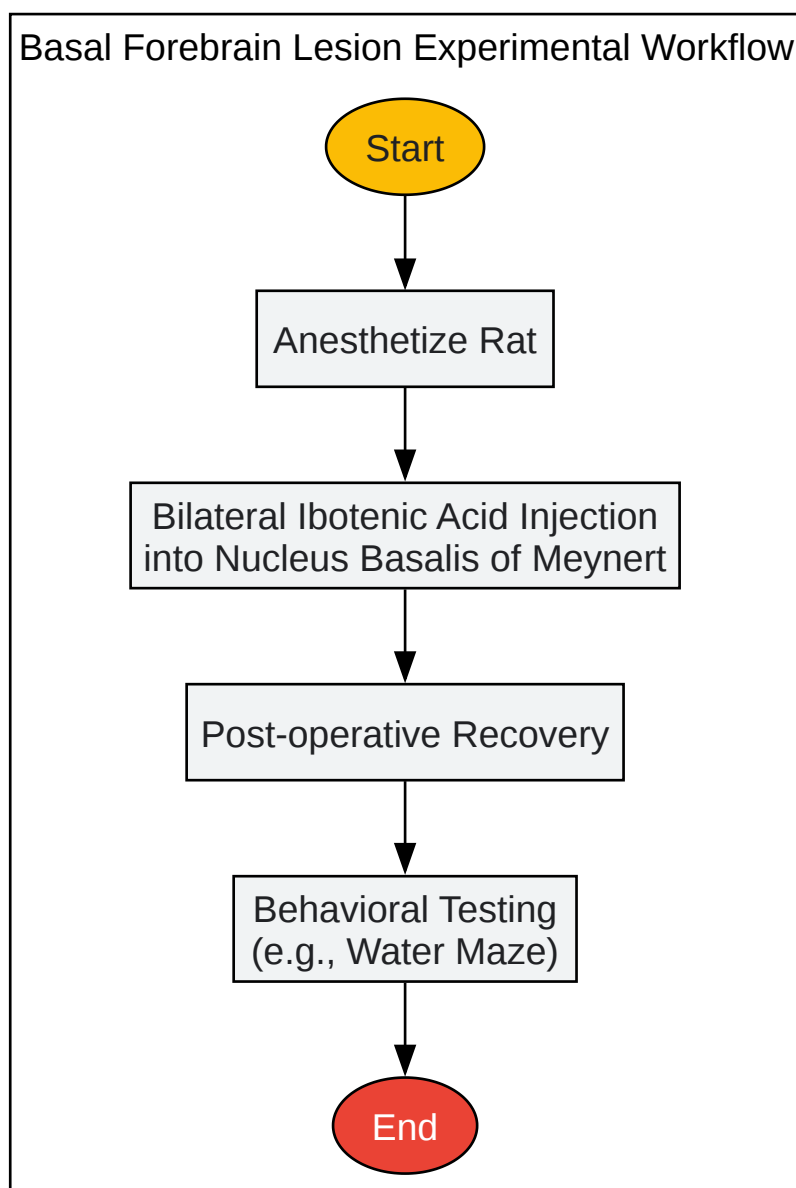 Basal Forebrain Lesion Experimental Workflow
Start
Anesthetize Rat
Bilateral Ibotenic Acid Injection
into Nucleus Basalis of Meynert
Post-operative Recovery
Behavioral Testing
(e.g., Water Maze)
End